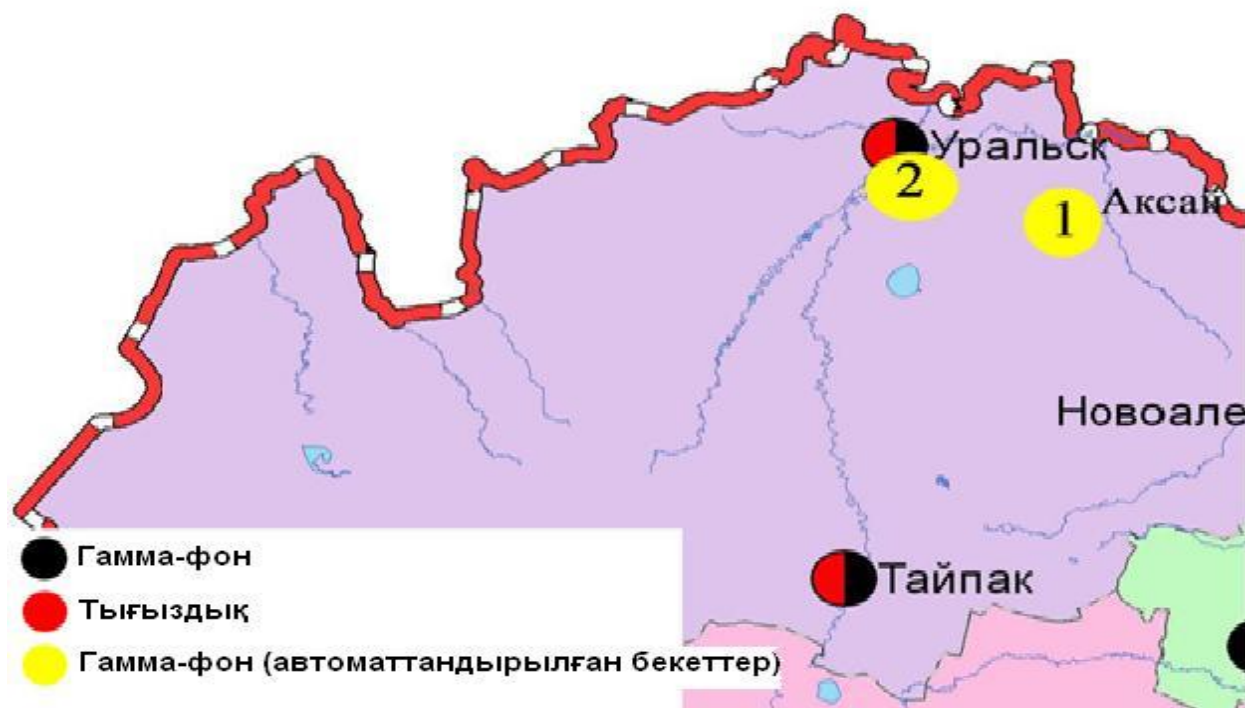 Уральск
2
1
Аксай
Новоале
Тайпак
Гамма-фон
Тығыздық
Гамма-фон (автоматтандырылған бекеттер)